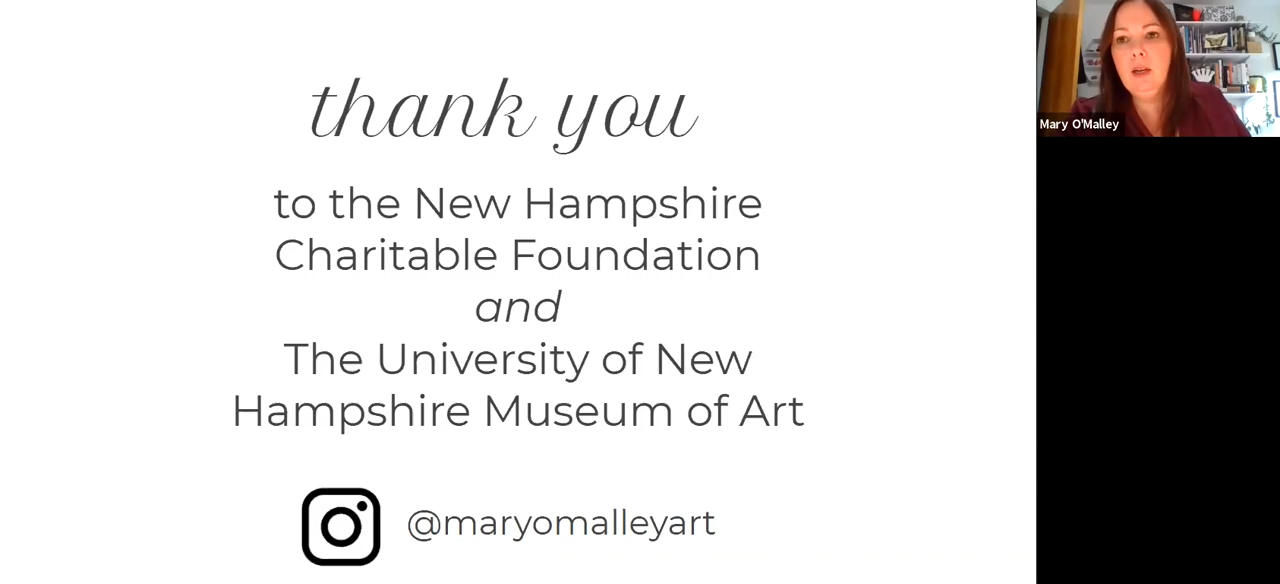 thank you
to the New Hampshire
Charitable Foundation
and
The University of New
Hampshire Museum of Art
@maryomalleyart
Mary O'Malley